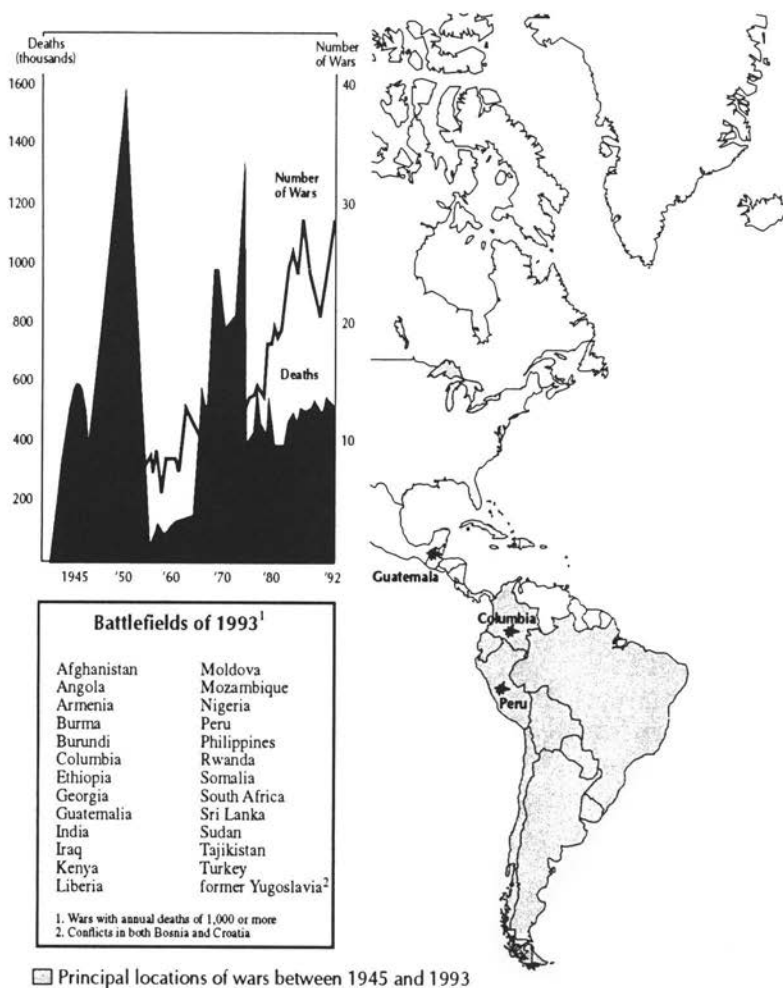 Deaths
(thousands)
Number
of Wars
1600
1400
1200
1000
800
600
400
200
40
30
20
10
Number
of Wars
Deaths
1945 '50 '60 '70 '80 '92
Battlefields of 1993¹
Afghanistan
Angola
Armenia
Burma
Burundi
Columbia
Ethiopia
Georgia
Guatemalia
India
Iraq
Kenya
Liberia
Moldova
Mozambique
Nigeria
Peru
Philippines
Rwanda
Somalia
South Africa
Sri Lanka
Sudan
Tajikistan
Turkey
former Yugoslavia²
1. Wars with annual deaths of 1,000 or more
2. Conflicts in both Bosnia and Croatia
Guatemala
Columbia
Peru
Principal locations of wars between 1945 and 1993